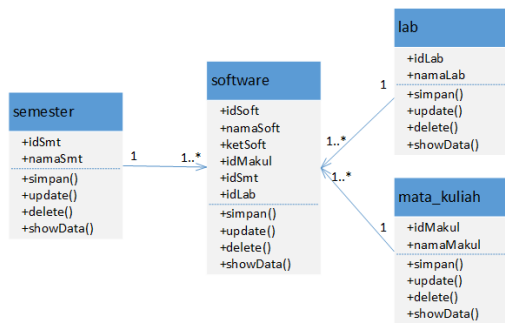 semester
+idSmt
+namaSmt
+simpan()
+update()
+delete()
+showData()
1
1..*
software
+idSoft
+namaSoft
+ketSoft
+idMakul
+idSmt
+idLab
+simpan()
+update()
+delete()
+showData()
lab
+idLab
+namaLab
+simpan()
+update()
+delete()
+showData()
1
1..*
1..*
1
mata_kuliah
+idMakul
+namaMakul
+simpan()
+update()
+delete()
+showData()